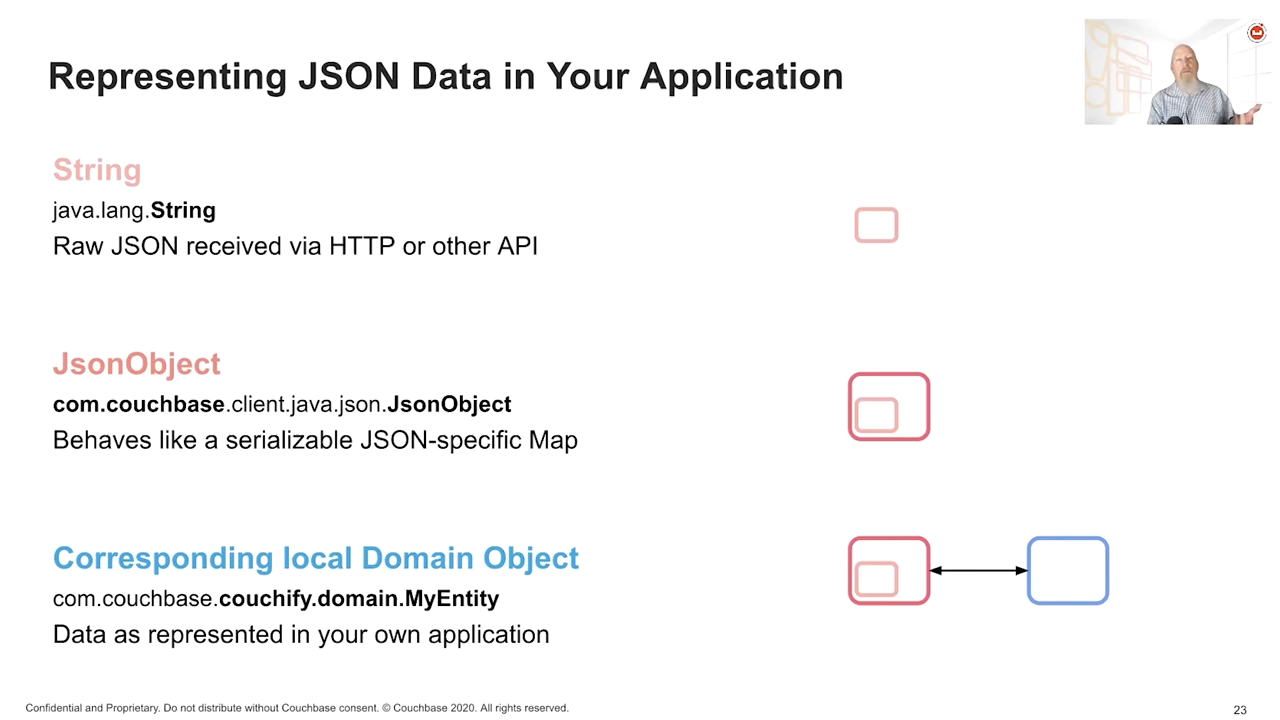 Representing JSON Data in Your Application
String
java.lang.String
Raw JSON received via HTTP or other API
JsonObject
com.couchbase.client.java.json.JsonObject
Behaves like a serializable JSON-specific Map
Corresponding local Domain Object
com.couchbase.couchify.domain.MyEntity
Data as represented in your own application
Confidential and Proprietary. Do not distribute without Couchbase consent. © Couchbase 2020. All rights reserved.
23